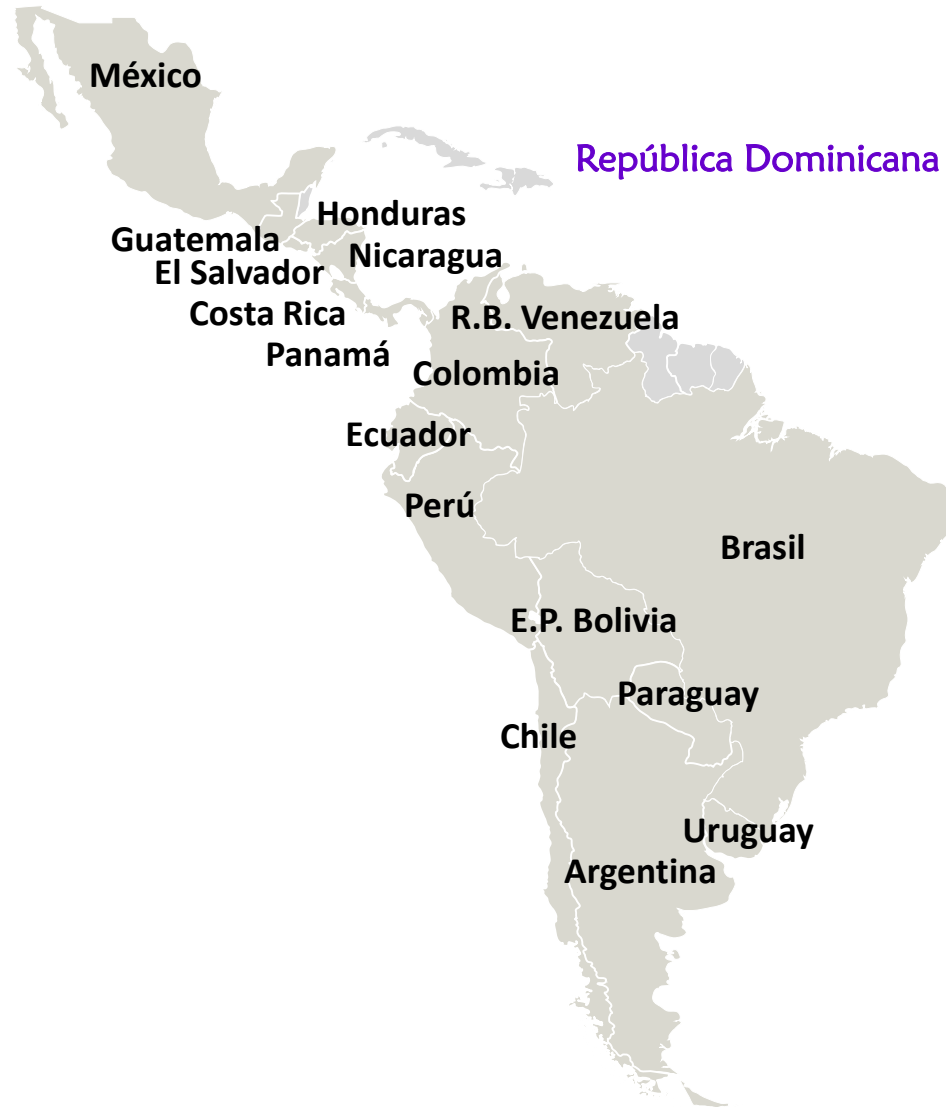 México
República Dominicana
Honduras
Guatemala
Nicaragua
El Salvador
Costa Rica
R.B. Venezuela
Panamá
Colombia
Ecuador
Perú
Brasil
E.P. Bolivia
Paraguay
Chile
Uruguay
Argentina